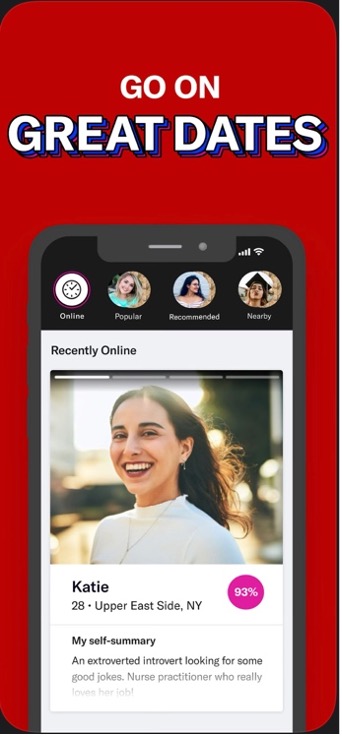 GO ON
GREAT DATES
Online
Popular
Recommended
Nearby
Recently Online
Katie
93%
28 • Upper East Side, NY
My self-summary
An extroverted introvert looking for some
good jokes. Nurse practitioner who really
loves her job!